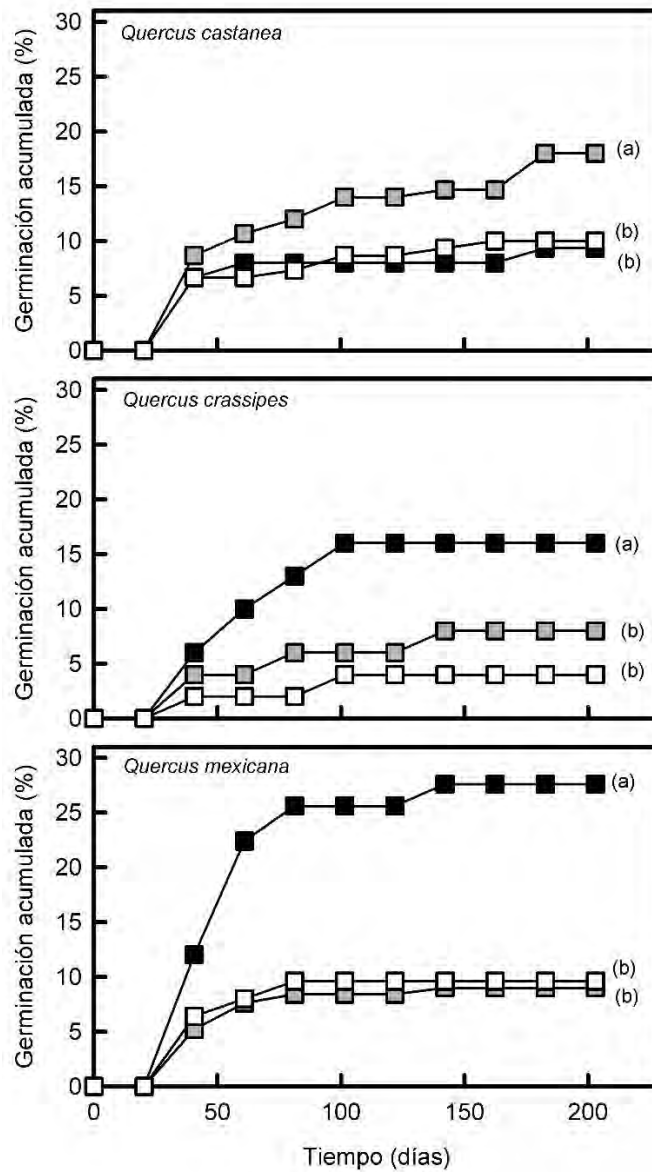 Quercus castanea
Germinación acumulada (%)
30
25
20
15
10
5
0
(a)
(b)
(b)
Quercus crassipes
Germinación acumulada (%)
30
25
20
15
10
5
0
(a)
(b)
(b)
Quercus mexicana
Germinación acumulada (%)
30
25
20
15
10
5
0
(a)
(b)
(b)
0 50 100 150 200
Tiempo (días)